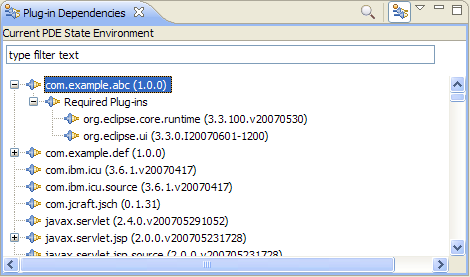 Plug-in Dependencies
Current PDE State Environment
type filter text
com.example.abc (1.0.0)
Required Plug-ins
org.eclipse.core.runtime (3.3.100.v20070530)
org.eclipse.ui (3.3.0.I20070601-1200)
com.example.def (1.0.0)
com.ibm.icu (3.6.1.v20070417)
com.ibm.icu.source (3.6.1.v20070417)
com.jcraft.jsch (0.1.31)
javax.servlet (2.4.0.v200705291052)
javax.servlet.jsp (2.0.0.v200705231728)
javax.servlet.jsp.source (2.0.0.v200705231728)